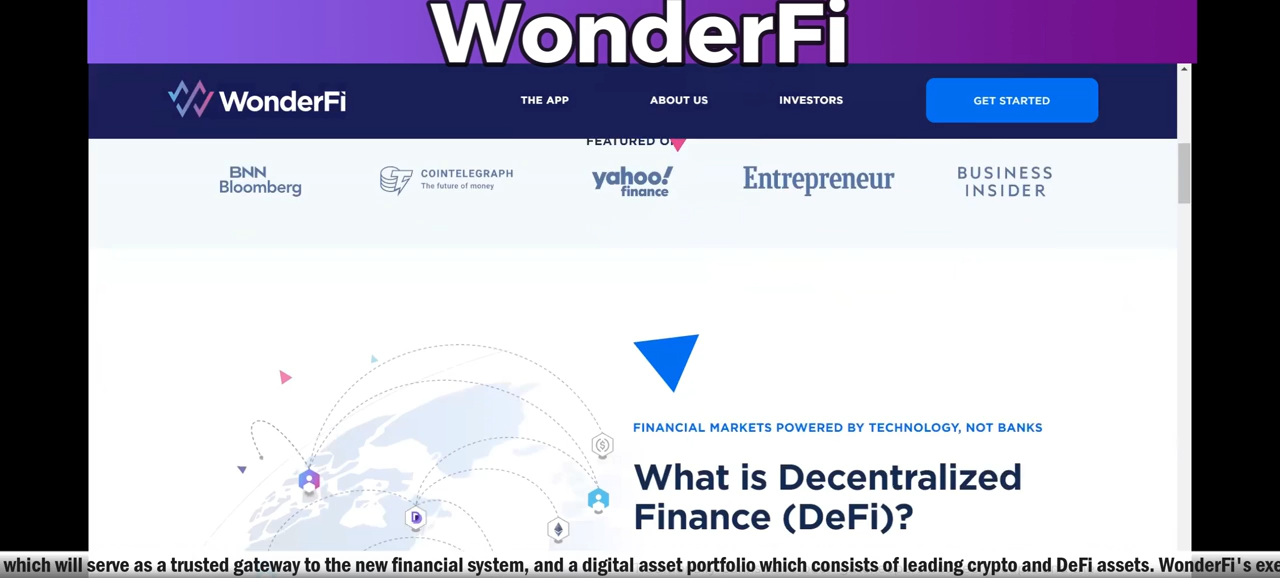 WonderFi
WonderFi
THE APP
ABOUT US
INVESTORS
GET STARTED
FEATURED
BNN
Bloomberg
COINTELEGRAPH
The future of money
yahoo!
finance
Entrepreneur
BUSINESS
INSIDER
FINANCIAL MARKETS POWERED BY TECHNOLOGY, NOT BANKS
What is Decentralized
Finance (DeFi)?
which will serve as a trusted gateway to the new financial system, and a digital asset portfolio which consists of leading crypto and DeFi assets. WonderFi's